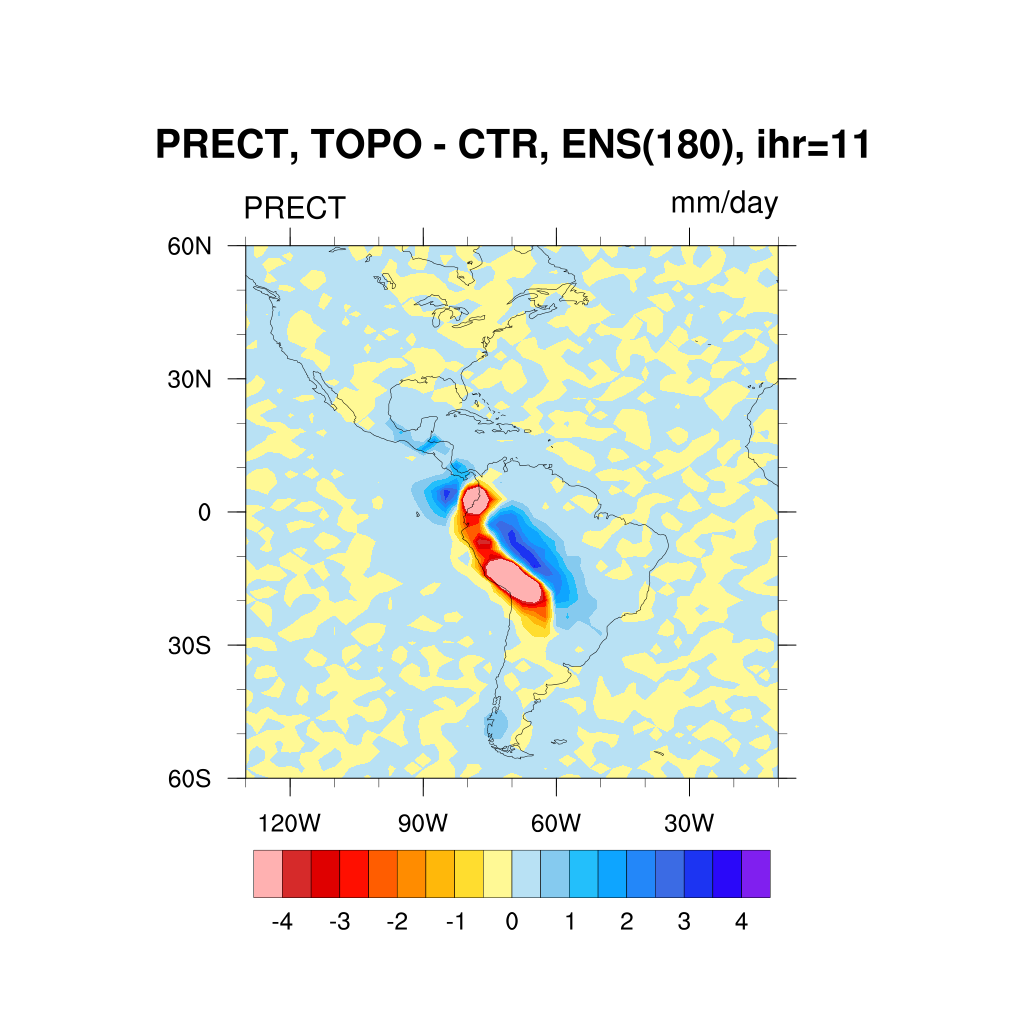 PRECT, TOPO - CTR, ENS(180), ihr=11
PRECT mm/day
60N
30N
0
30S
60S
120W 90W 60W 30W
-4 -3 -2 -1 0 1 2 3 4